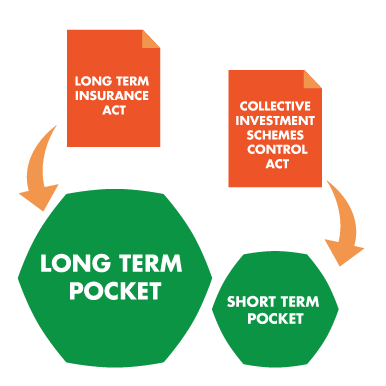 LONG TERM
INSURANCE
ACT
COLLECTIVE
INVESTMENT
SCHEMES
CONTROL
ACT
LONG TERM
POCKET
SHORT TERM
POCKET